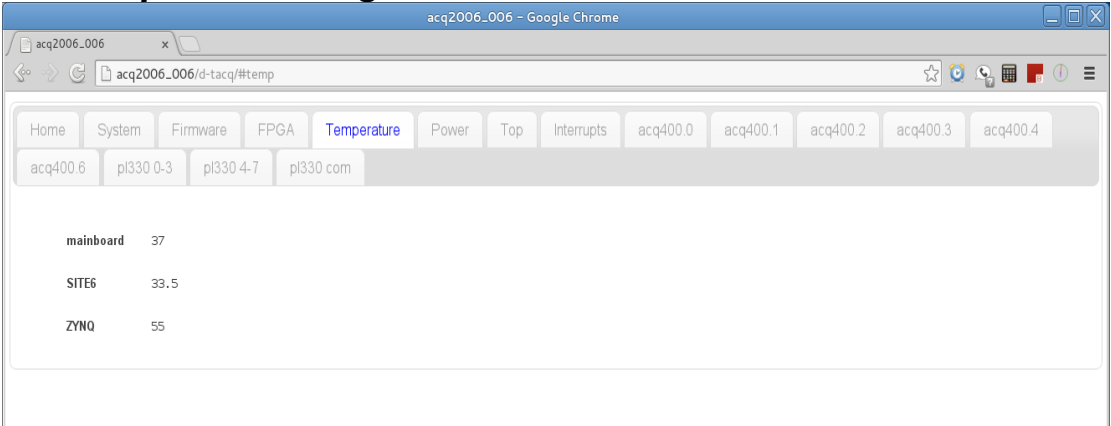 acq2006_006 - Google Chrome
acq2006_006 x
acq2006_006/d-tacq/#temp
Home System Firmware FPGA Temperature Power Top Interrupts acq400.0 acq400.1 acq400.2 acq400.3 acq400.4
acq400.6 pl330 0-3 pl330 4-7 pl330 com
mainboard 37
SITE6 33.5
ZYNQ 55